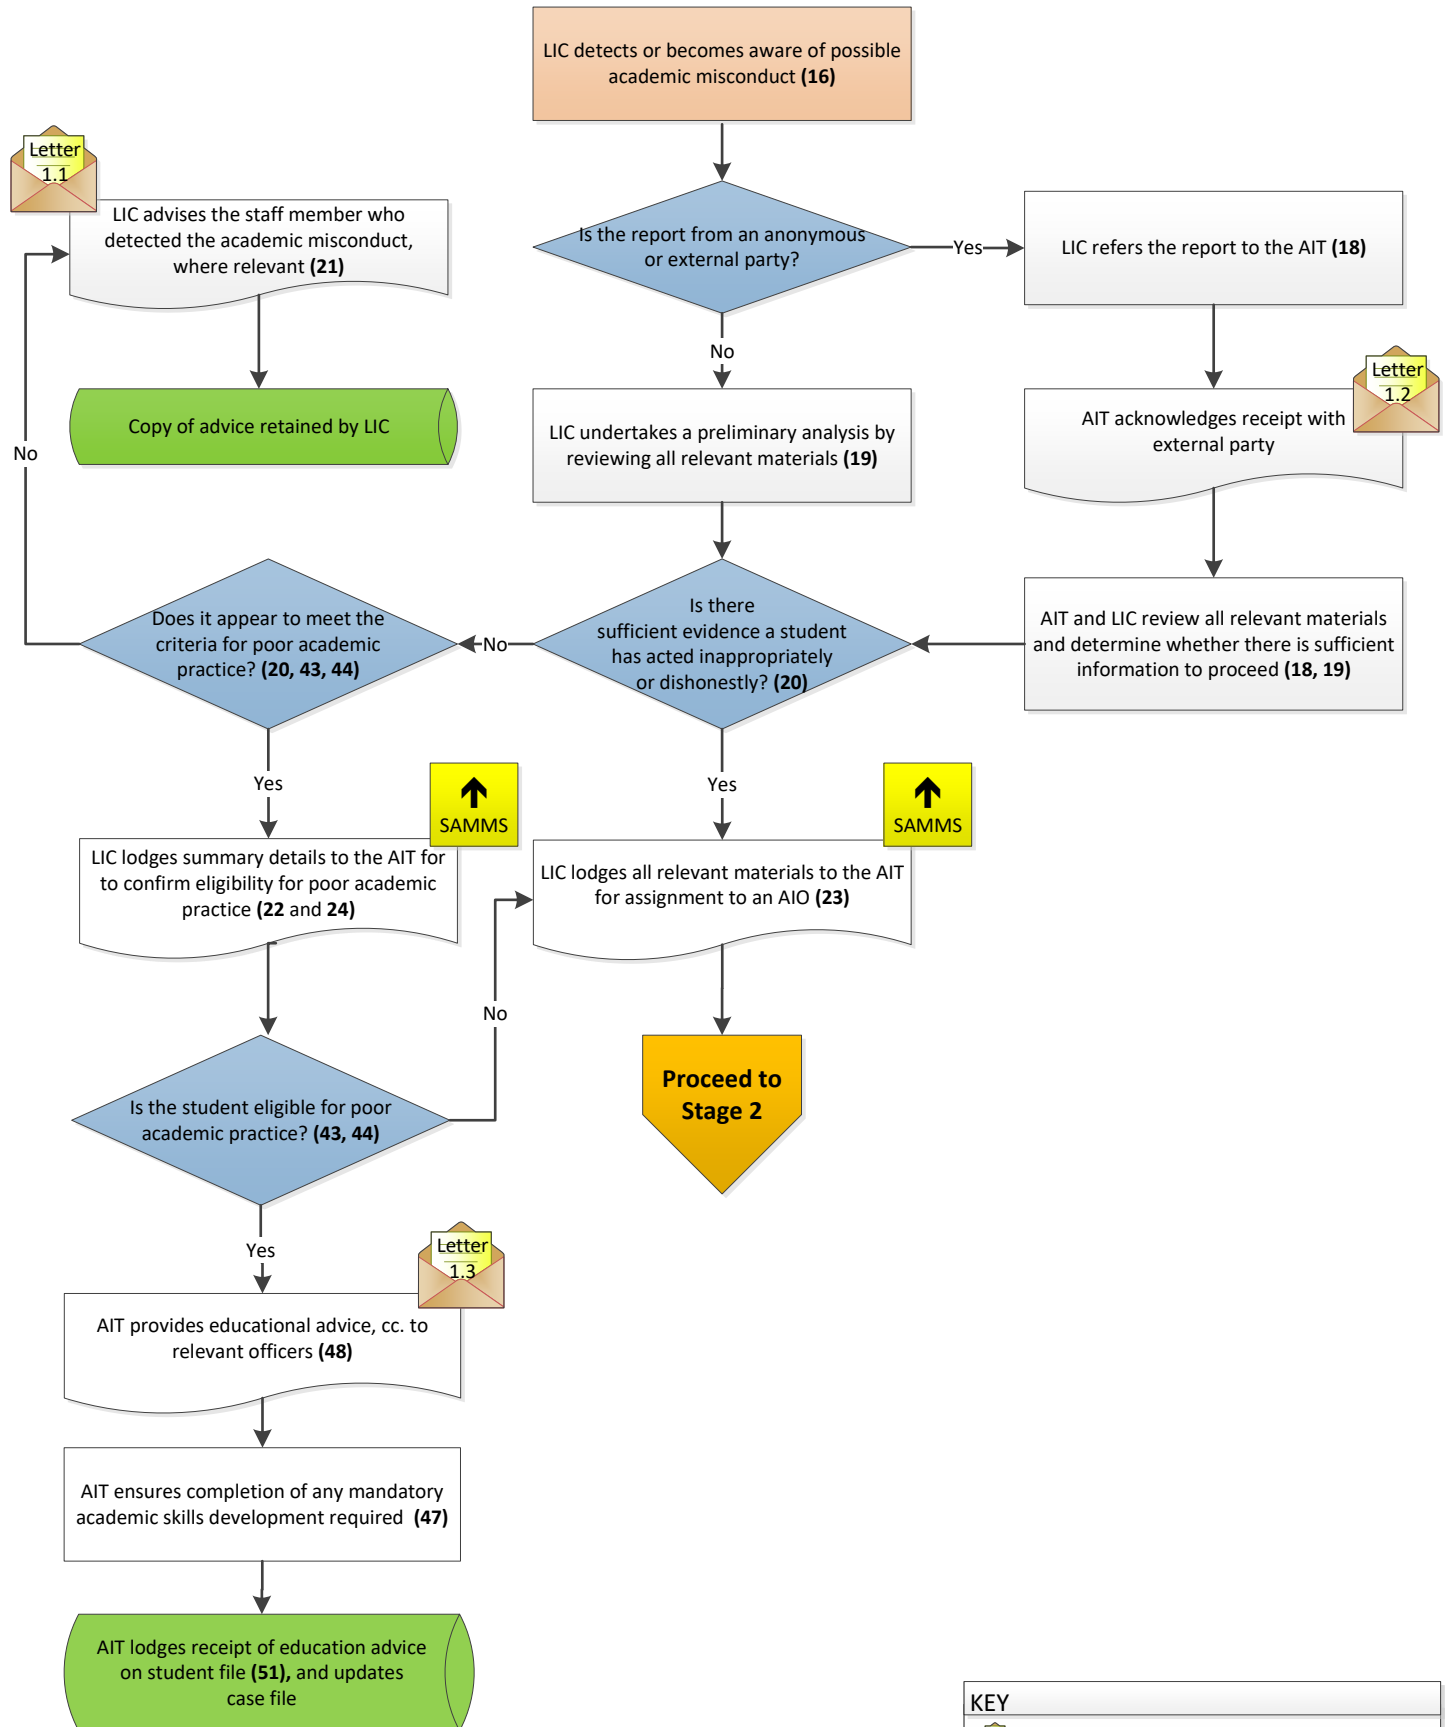 LIC detects or becomes aware of possible
academic misconduct (16)
Letter
1.1
LIC advises the staff member who
detected the academic misconduct,
where relevant (21)
Is the report from an anonymous
or external party?
Yes
LIC refers the report to the AIT (18)
No
Letter
1.2
Copy of advice retained by LIC
LIC undertakes a preliminary analysis by
reviewing all relevant materials (19)
AIT acknowledges receipt with
external party
No
Does it appear to meet the
criteria for poor academic
practice? (20, 43, 44)
No
Is there
sufficient evidence a student
has acted inappropriately
or dishonestly? (20)
AIT and LIC review all relevant materials
and determine whether there is sufficient
information to proceed (18, 19)
Yes
SAMMS
Yes
SAMMS
LIC lodges summary details to the AIT for
to confirm eligibility for poor academic
practice (22 and 24)
LIC lodges all relevant materials to the AIT
for assignment to an AIO (23)
No
Is the student eligible for poor
academic practice? (43, 44)
Proceed to
Stage 2
Yes
Letter
1.3
AIT provides educational advice, cc. to
relevant officers (48)
AIT ensures completion of any mandatory
academic skills development required (47)
AIT lodges receipt of education advice
on student file (51), and updates
case file
KEY